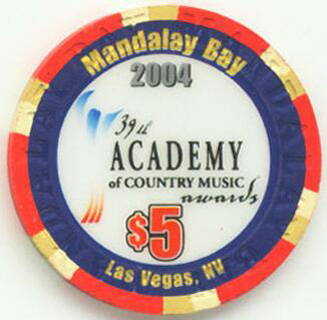 Mandalay Bay
2004
39th
ACADEMY
of COUNTRY MUSIC
awards
$5
Las Vegas, NV